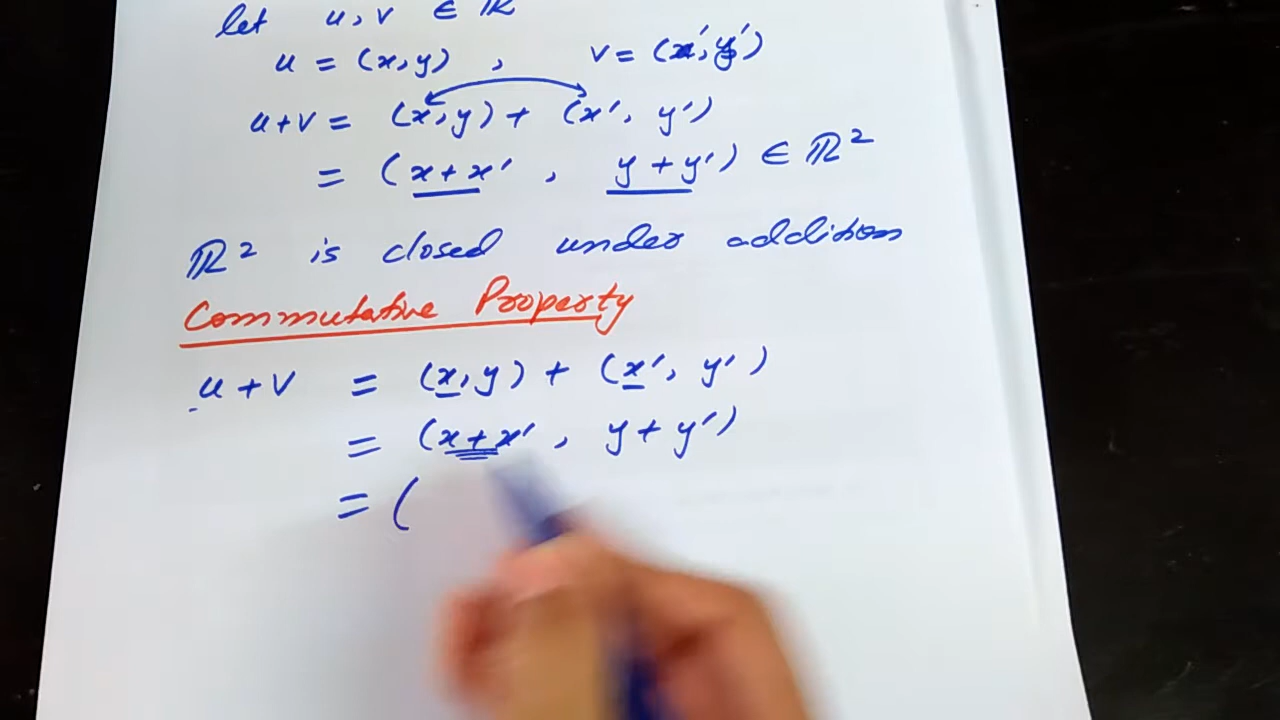 let u, v ∈ ℝ
u = (x, y) , v = (x', y')
u+v = (x, y) + (x', y')
= (x+x' , y+y') ∈ ℝ²
ℝ² is closed under addition
Commutative Property
u + v = (x, y) + (x', y')
= (x+x' , y+y')
= (